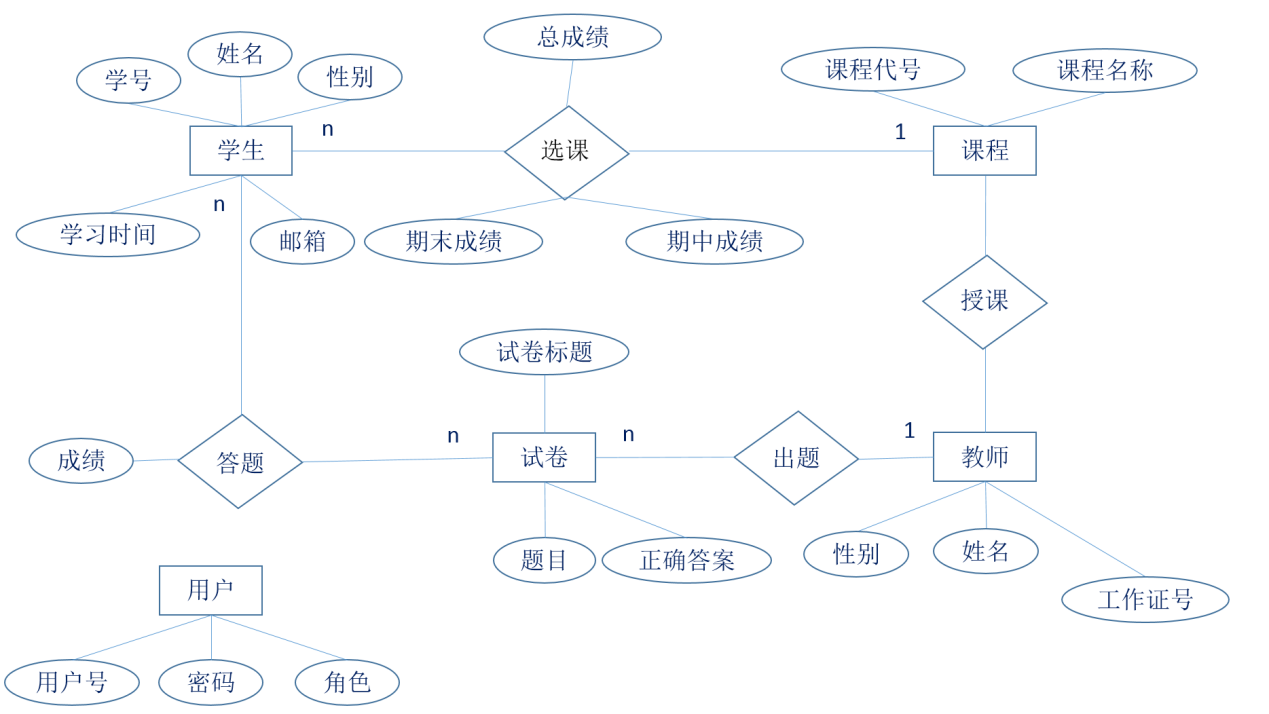 总成绩
姓名
性别
学号
课程代号
课程名称
n
1
学生
选课
课程
n
学习时间
邮箱
期末成绩
期中成绩
授课
试卷标题
n
n
1
成绩
答题
试卷
出题
教师
题目
正确答案
性别
姓名
用户
工作证号
用户号
密码
角色